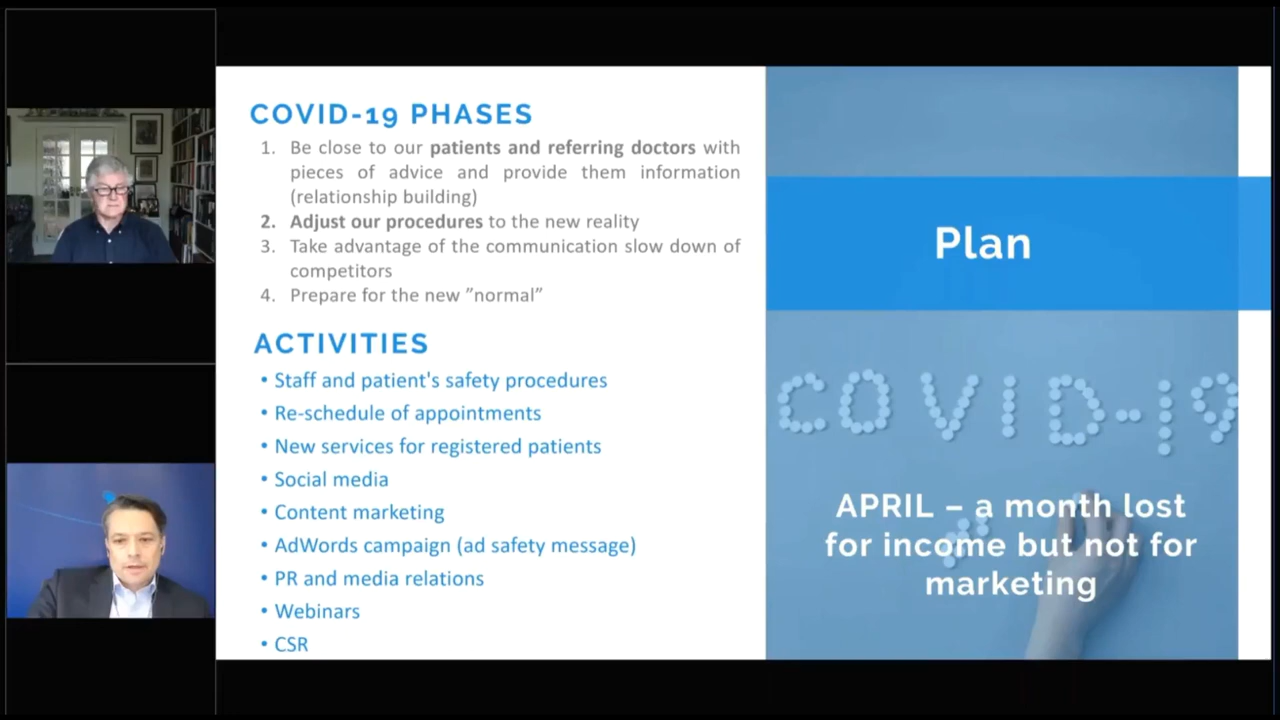 COVID-19 PHASES
1. Be close to our patients and referring doctors with
pieces of advice and provide them information
(relationship building)
2. Adjust our procedures to the new reality
3. Take advantage of the communication slow down of
competitors
4. Prepare for the new ”normal”
ACTIVITIES
• Staff and patient's safety procedures
• Re-schedule of appointments
• New services for registered patients
• Social media
• Content marketing
• AdWords campaign (ad safety message)
• PR and media relations
• Webinars
• CSR
Plan
COVID-19
APRIL – a month lost
for income but not for
marketing